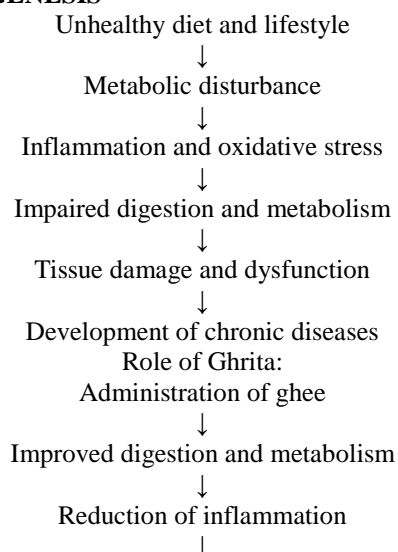 Unhealthy diet and lifestyle
↓
Metabolic disturbance
↓
Inflammation and oxidative stress
↓
Impaired digestion and metabolism
↓
Tissue damage and dysfunction
↓
Development of chronic diseases
Role of Ghrita:
Administration of ghee
↓
Improved digestion and metabolism
↓
Reduction of inflammation